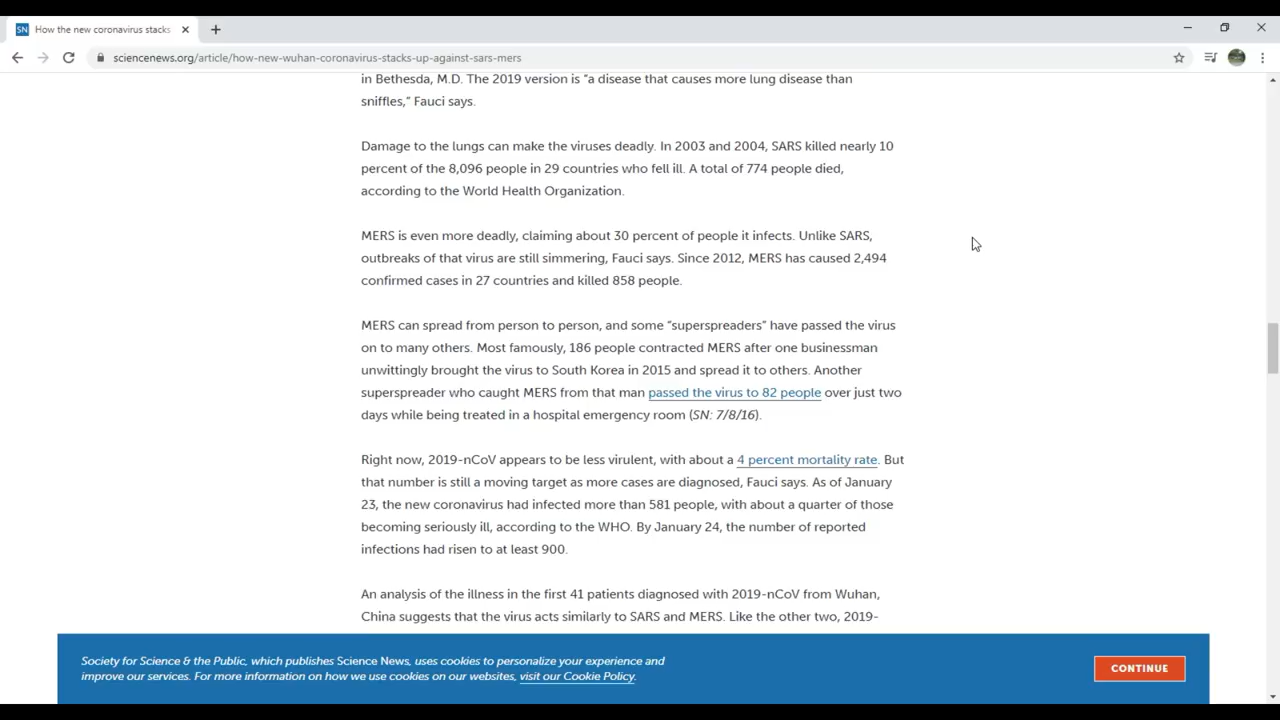 SN How the new coronavirus stacks
sciencenews.org/article/how-new-wuhan-coronavirus-stacks-up-against-sars-mers
in Bethesda, M.D. The 2019 version is “a disease that causes more lung disease than
sniffles,” Fauci says.
Damage to the lungs can make the viruses deadly. In 2003 and 2004, SARS killed nearly 10
percent of the 8,096 people in 29 countries who fell ill. A total of 774 people died,
according to the World Health Organization.
MERS is even more deadly, claiming about 30 percent of people it infects. Unlike SARS,
outbreaks of that virus are still simmering, Fauci says. Since 2012, MERS has caused 2,494
confirmed cases in 27 countries and killed 858 people.
MERS can spread from person to person, and some “superspreaders” have passed the virus
on to many others. Most famously, 186 people contracted MERS after one businessman
unwittingly brought the virus to South Korea in 2015 and spread it to others. Another
superspreader who caught MERS from that man passed the virus to 82 people over just two
days while being treated in a hospital emergency room (SN: 7/8/16).
Right now, 2019-nCoV appears to be less virulent, with about a 4 percent mortality rate. But
that number is still a moving target as more cases are diagnosed, Fauci says. As of January
23, the new coronavirus had infected more than 581 people, with about a quarter of those
becoming seriously ill, according to the WHO. By January 24, the number of reported
infections had risen to at least 900.
An analysis of the illness in the first 41 patients diagnosed with 2019-nCoV from Wuhan,
China suggests that the virus acts similarly to SARS and MERS. Like the other two, 2019-
Society for Science & the Public, which publishes Science News, uses cookies to personalize your experience and
improve our services. For more information on how we use cookies on our websites, visit our Cookie Policy.
CONTINUE